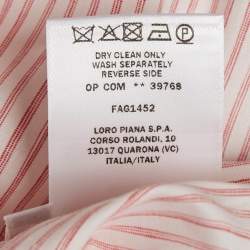 DRY CLEAN ONLY
WASH SEPARATELY
REVERSE SIDE
OP COM ** 39768
FAG1452
LORO PIANA S.P.A.
CORSO ROLANDI, 10
13017 QUARONA (VC)
ITALIA/ITALY